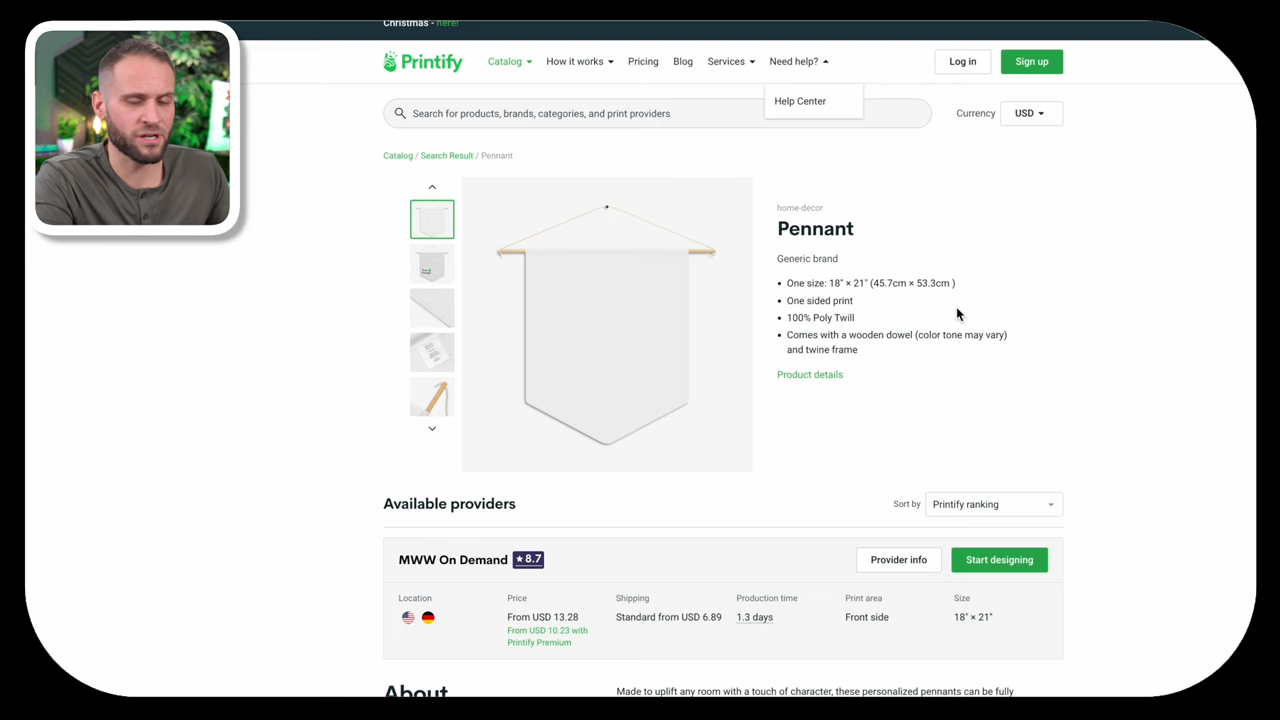 Christmas - here!
Printify
Catalog
How it works
Pricing
Blog
Services
Need help?
Log in
Sign up
Help Center
Search for products, brands, categories, and print providers
Currency
USD
Catalog / Search Result / Pennant
home-decor
Pennant
Generic brand
• One size: 18" × 21" (45.7cm × 53.3cm )
• One sided print
• 100% Poly Twill
• Comes with a wooden dowel (color tone may vary)
and twine frame
Product details
Available providers
Sort by
Printify ranking
MWW On Demand ★ 8.7
Provider info
Start designing
Location
Price
Shipping
Production time
Print area
Size
From USD 13.28
Standard from USD 6.89
1.3 days
Front side
18" × 21"
From USD 10.23 with
Printify Premium
About
Made to uplift any room with a touch of character, these personalized pennants can be fully